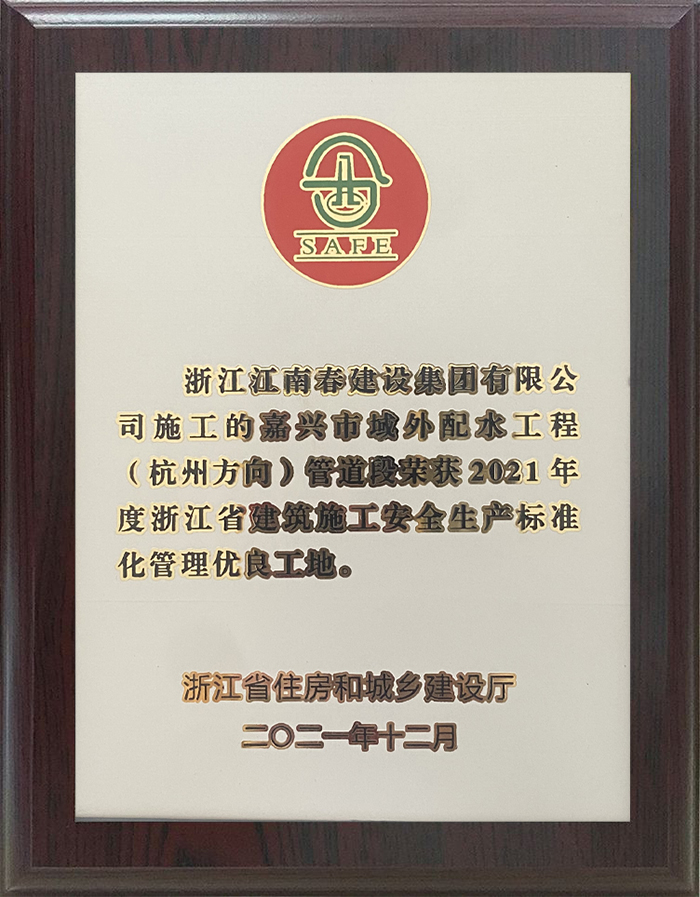 SAFE
浙江江南春建设集团有限公
司施工的嘉兴市域外配水工程
（杭州方向）管道段荣获2021年
度浙江省建筑施工安全生产标准
化管理优良工地。
浙江省住房和城乡建设厅
二〇二一年十二月